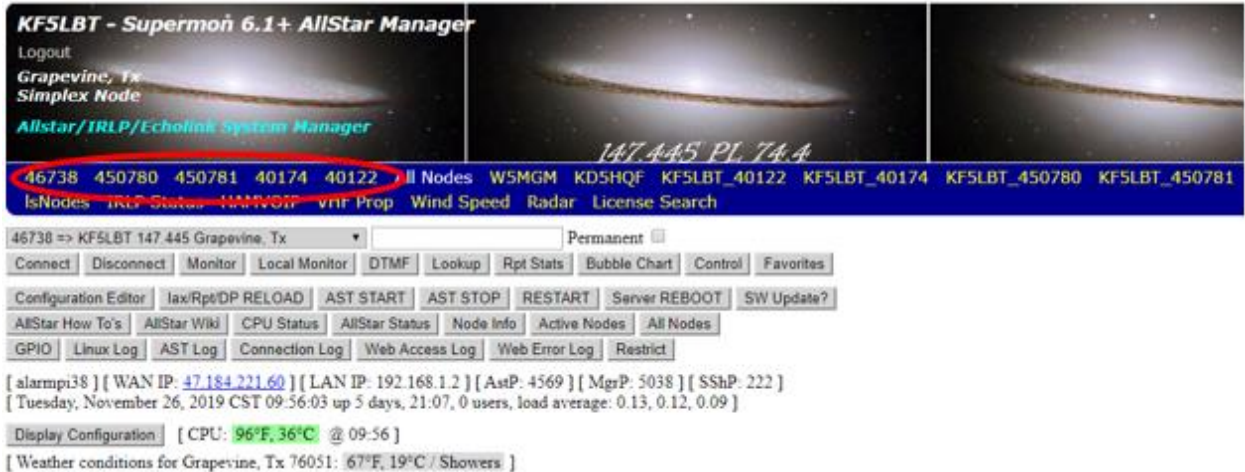 KF5LBT - Supermon 6.1+ AllStar Manager
Logout
Grapevine, Tx
Simplex Node
Allstar/IRLP/Echolink System Manager
147.445 PL 74.4
46738 450780 450781 40174 40122 All Nodes W5MGM KD5HQF KF5LBT_40122 KF5LBT_40174 KF5LBT_450780 KF5LBT_450781
lsNodes IRLP Status HAMVOIP VHF Prop Wind Speed Radar License Search
46738 => KF5LBT 147.445 Grapevine, Tx Permanent
Connect Disconnect Monitor Local Monitor DTMF Lookup Rpt Stats Bubble Chart Control Favorites
Configuration Editor Iax/Rpt/DP RELOAD AST START AST STOP RESTART Server REBOOT SW Update?
AllStar How To's AllStar Wiki CPU Status AllStar Status Node Info Active Nodes All Nodes
GPIO Linux Log AST Log Connection Log Web Access Log Web Error Log Restrict
[ alarmpi38 ] [ WAN IP: 47.184.221.60 ] [ LAN IP: 192.168.1.2 ] [ AstP: 4569 ] [ MgrP: 5038 ] [ SShP: 222 ]
[ Tuesday, November 26, 2019 CST 09:56:03 up 5 days, 21:07, 0 users, load average: 0.13, 0.12, 0.09 ]
Display Configuration [ CPU: 96°F, 36°C @ 09:56 ]
[ Weather conditions for Grapevine, Tx 76051: 67°F, 19°C / Showers ]